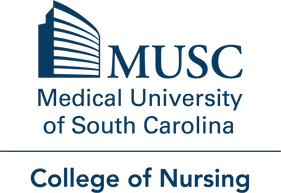 MUSC
Medical University
of South Carolina
College of Nursing